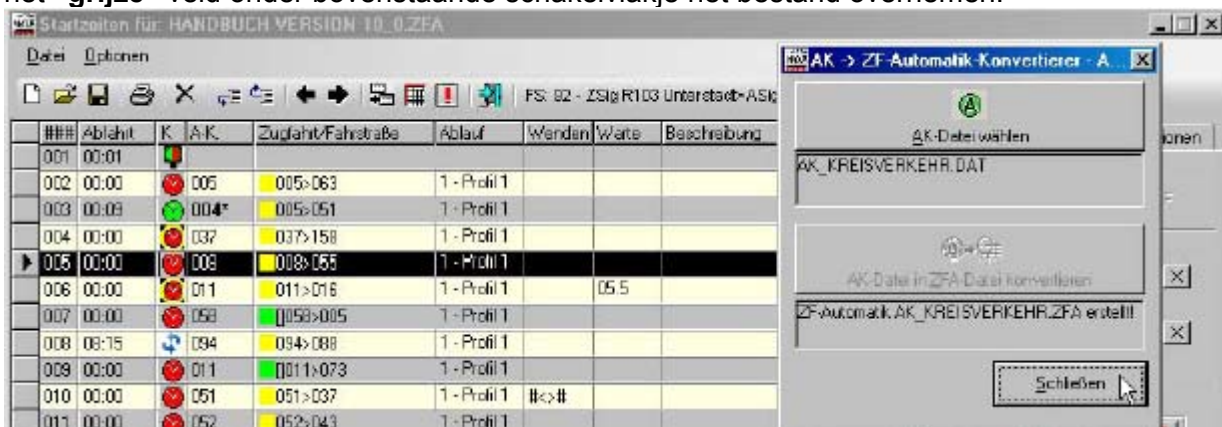 Startzeiten für: HANDBUCH VERSION 10_0.ZFA
Datei Optionen
FS: 92 - ZSig R103 Unterstadt>ASig
### Abfahrt K A-K. Zugfahrt/Fahrstraße Ablauf Wenden Warte Beschreibung
001 00:01
002 00:00 005 005>063 1 - Profil 1
003 00:09 004* 005>051 1 - Profil 1
004 00:00 037 037>158 1 - Profil 1
005 00:00 008 008>055 1 - Profil 1
006 00:00 011 011>016 1 - Profil 1 05.5
007 00:00 058 []058>005 1 - Profil 1
008 08:15 094 094>088 1 - Profil 1
009 00:00 011 []011>073 1 - Profil 1
010 00:00 051 051>037 1 - Profil 1 #<>#
011 00:00 052 052>043 1 - Profil 1
AK -> ZF-Automatik-Konvertierer - A...
AK-Datei wählen
AK_KREISVERKEHR.DAT
AK-Datei in ZFA-Datei konvertieren
ZF-Automatik AK_KREISVERKEHR.ZFA erstellt!
Schließen
ionen